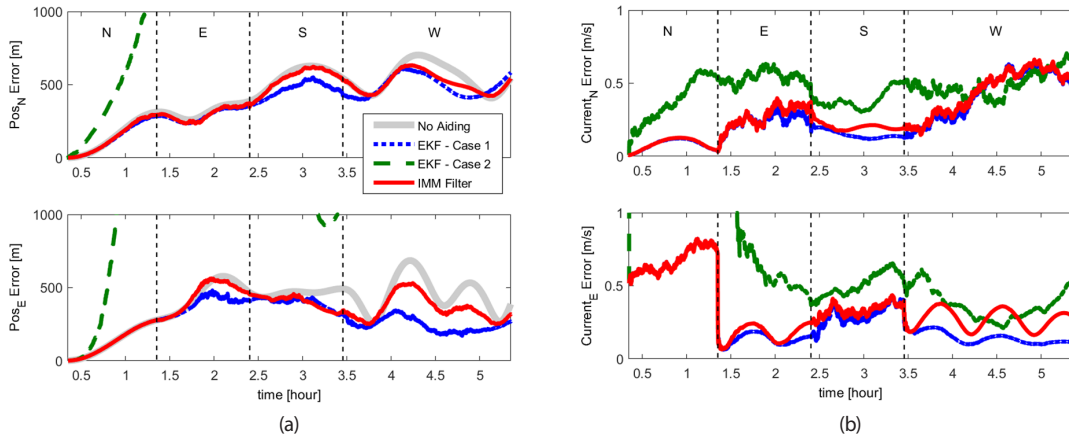 N E S W
Pos_N Error [m]
1000
500
0
0.5 1 1.5 2 2.5 3 3.5
No Aiding
EKF - Case 1
EKF - Case 2
IMM Filter
Pos_E Error [m]
1000
500
0
0.5 1 1.5 2 2.5 3 3.5 4 4.5 5
time [hour]
(a)
N E S W
Current_N Error [m/s]
1
0.5
0
0.5 1 1.5 2 2.5 3 3.5 4 4.5 5
Current_E Error [m/s]
1
0.5
0
0.5 1 1.5 2 2.5 3 3.5 4 4.5 5
time [hour]
(b)